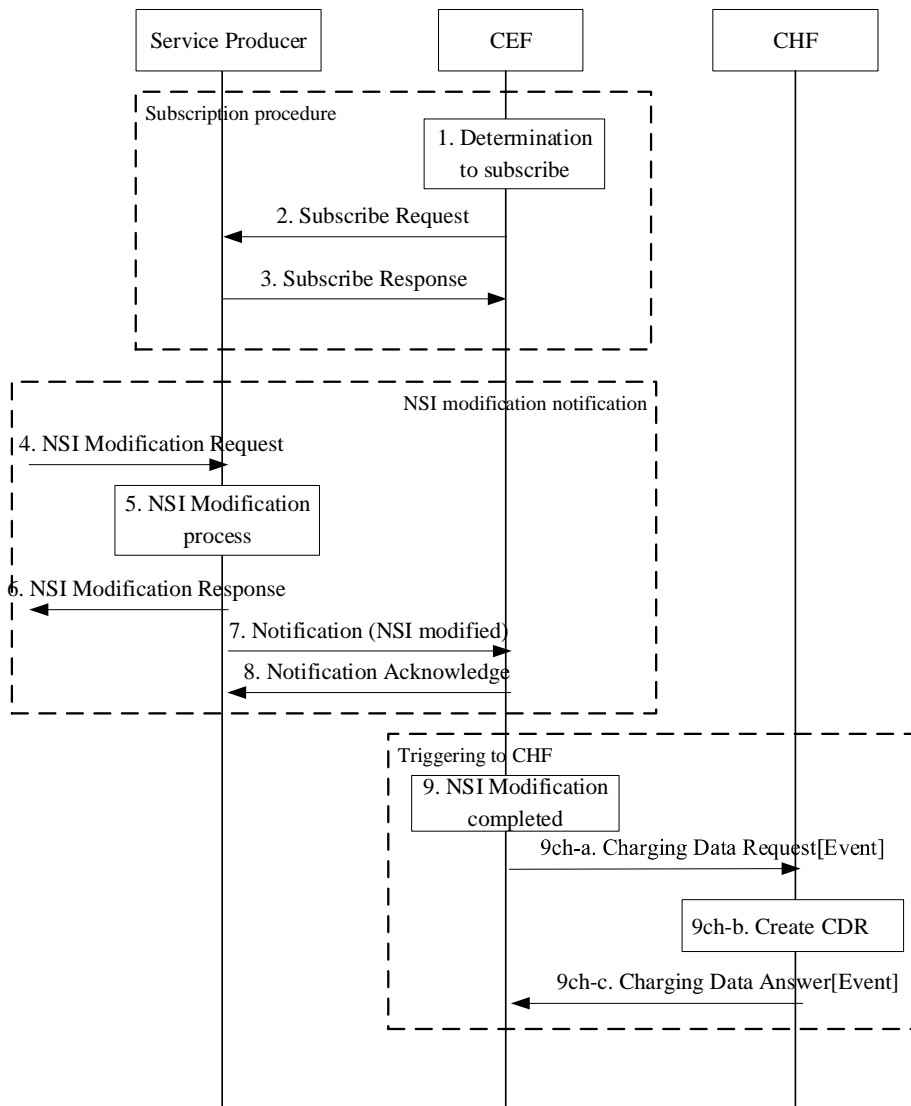 Service Producer
CEF
CHF
Subscription procedure
1. Determination
to subscribe
2. Subscribe Request
3. Subscribe Response
NSI modification notification
4. NSI Modification Request
5. NSI Modification
process
6. NSI Modification Response
7. Notification (NSI modified)
8. Notification Acknowledge
Triggering to CHF
9. NSI Modification
completed
9ch-a. Charging Data Request[Event]
9ch-b. Create CDR
9ch-c. Charging Data Answer[Event]